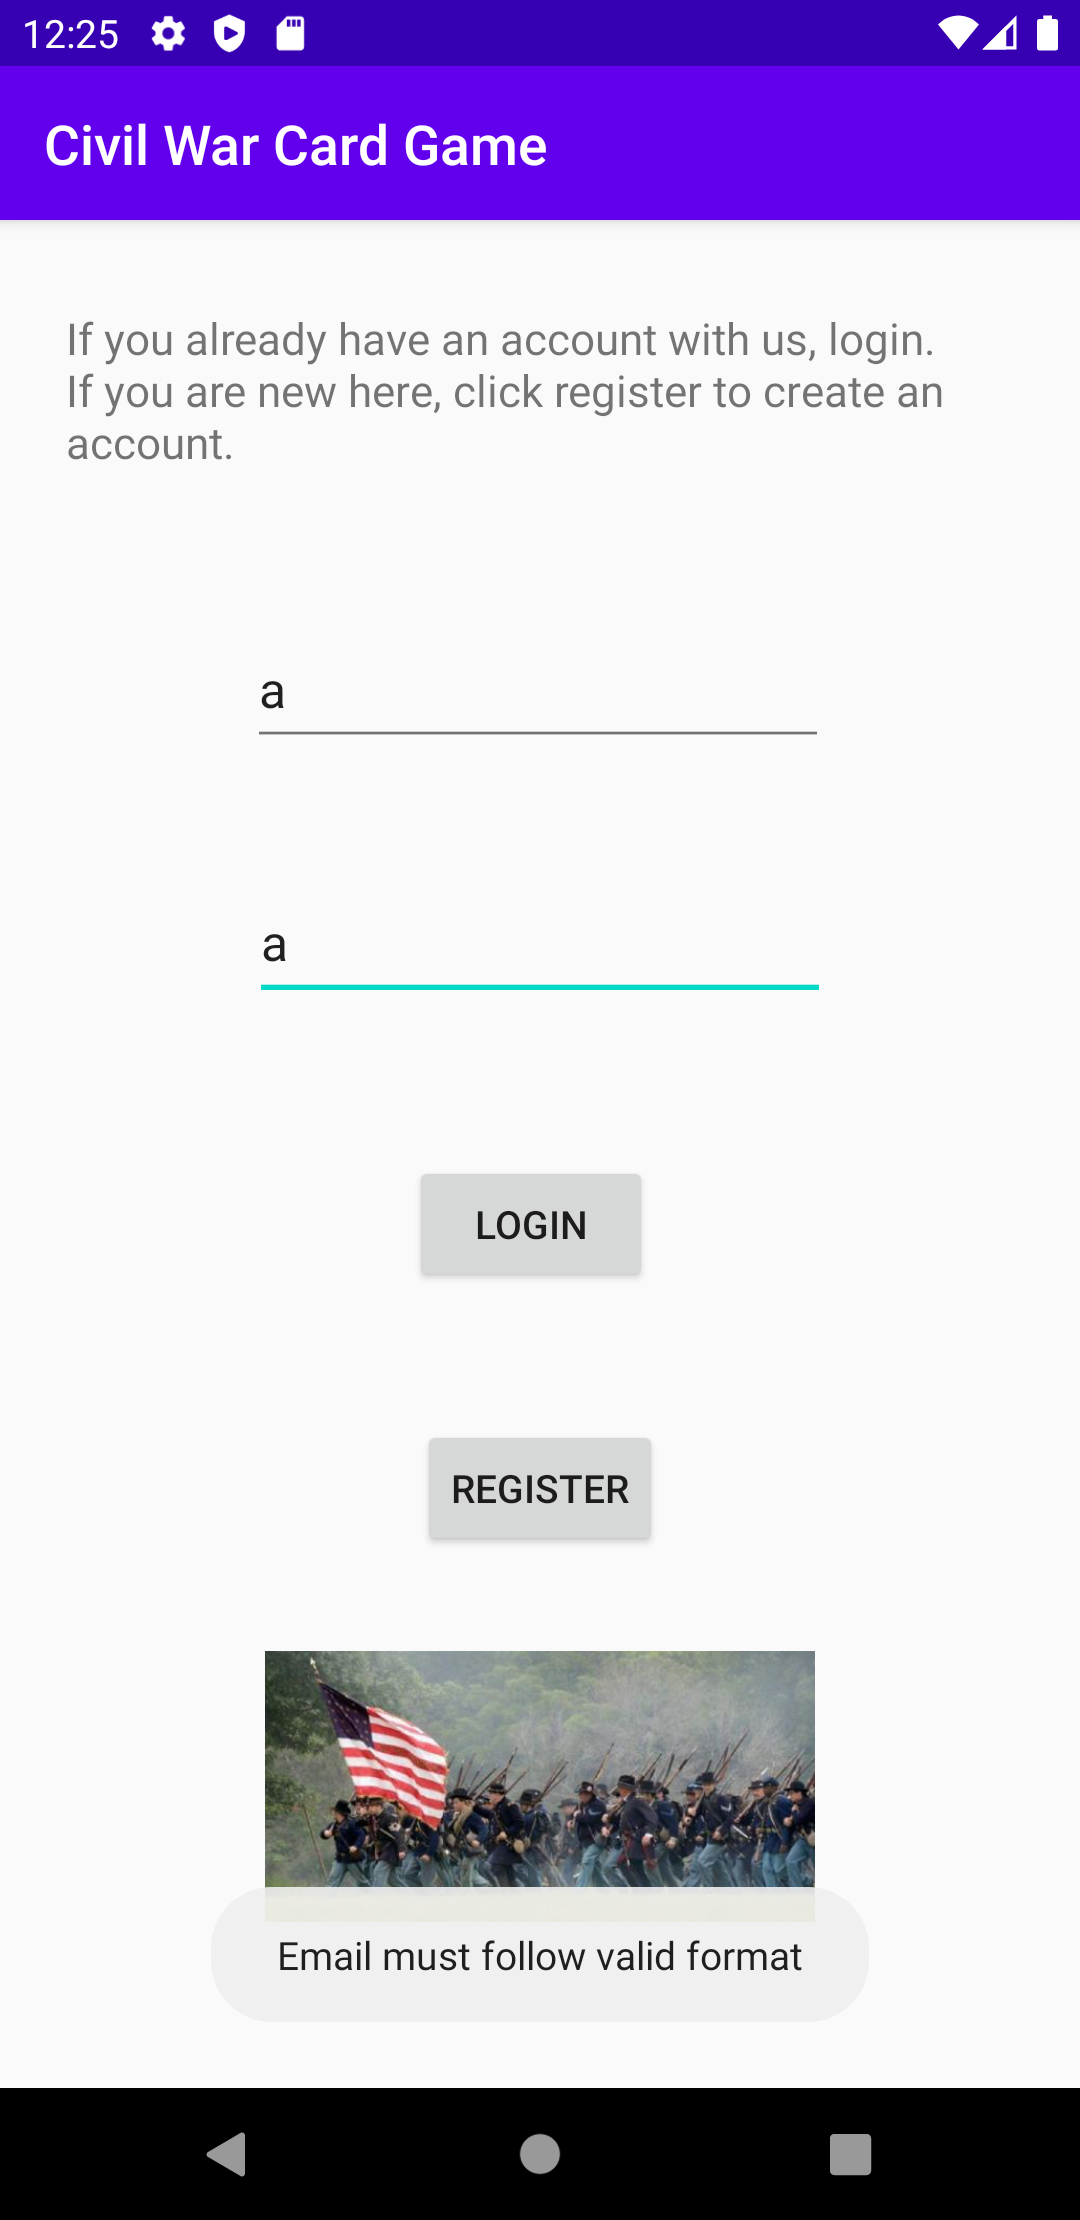 12:25
Civil War Card Game
If you already have an account with us, login.
If you are new here, click register to create an
account.
a
a
LOGIN
REGISTER
Email must follow valid format